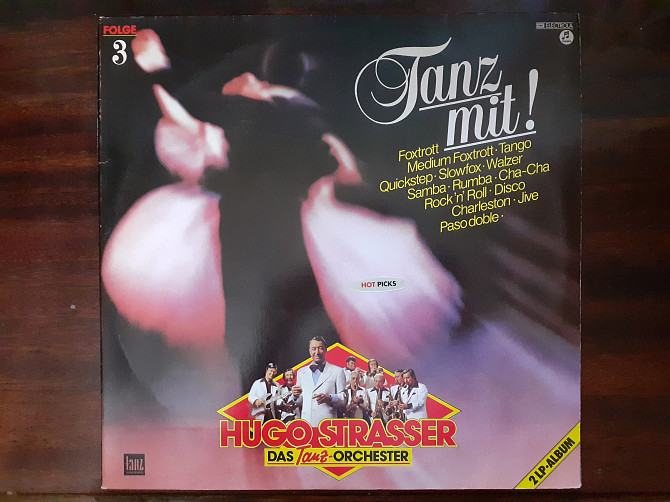 FOLGE
3
EMI ELECTROLA
Tanz
mit!
Foxtrott
Medium Foxtrott · Tango
Quickstep · Slowfox · Walzer
Samba · Rumba · Cha-Cha
Rock 'n' Roll · Disco
Charleston · Jive
Paso doble ·
HOT PICKS
HUGO STRASSER
DAS Tanz-ORCHESTER
tanz
2 LP-ALBUM